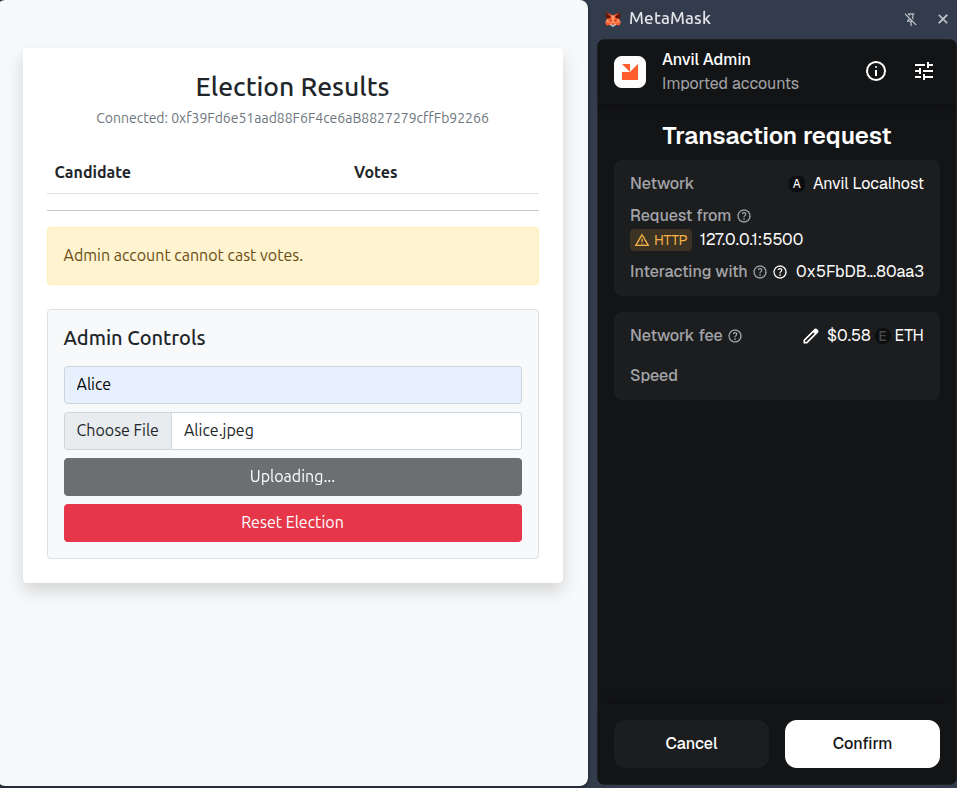 Election Results
Connected: 0xf39Fd6e51aad88F6F4ce6aB8827279cffFb92266
Candidate Votes
Admin account cannot cast votes.
Admin Controls
Alice
Choose File Alice.jpeg
Uploading...
Reset Election
MetaMask
Anvil Admin
Imported accounts
Transaction request
Network A Anvil Localhost
Request from
HTTP 127.0.0.1:5500
Interacting with 0x5FbDB...80aa3
Network fee $0.58 E ETH
Speed
Cancel Confirm